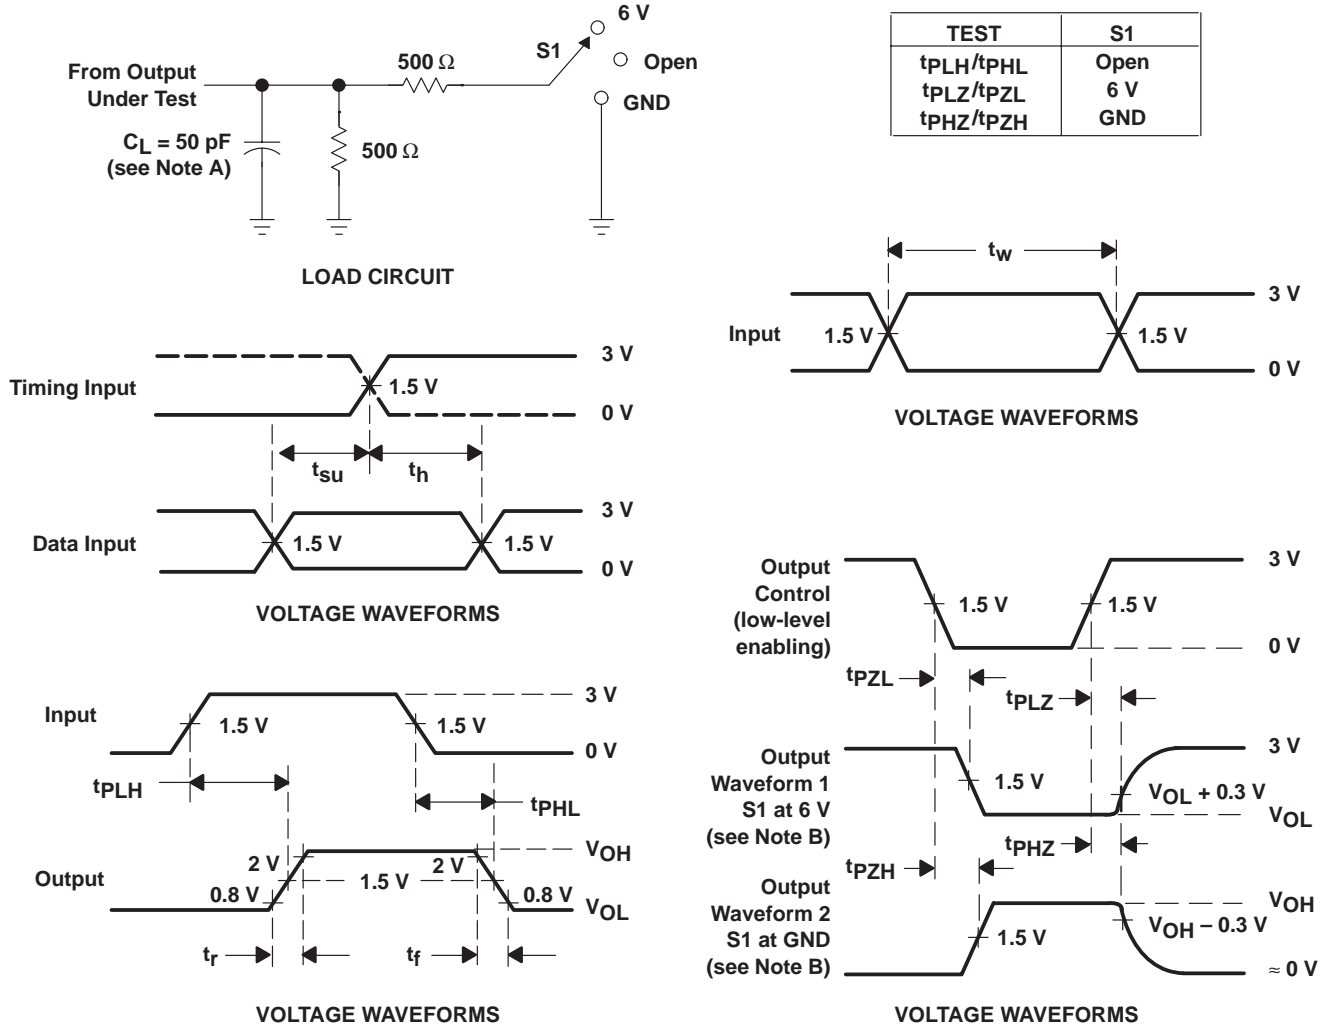 6 V
S1
500 Ω
Open
From Output
Under Test
GND
CL = 50 pF
(see Note A)
500 Ω
LOAD CIRCUIT
TEST S1
tPLH/tPHL Open
tPLZ/tPZL 6 V
tPHZ/tPZH GND
tw
3 V
Input
1.5 V
1.5 V
0 V
VOLTAGE WAVEFORMS
3 V
Timing Input
1.5 V
0 V
tsu
th
3 V
Data Input
1.5 V
1.5 V
0 V
VOLTAGE WAVEFORMS
3 V
Input
1.5 V
1.5 V
0 V
tPLH
tPHL
VOH
2 V
2 V
Output
1.5 V
0.8 V
0.8 V
VOL
tr
tf
VOLTAGE WAVEFORMS
Output
Control
(low-level
enabling)
3 V
1.5 V
1.5 V
0 V
tPZL
tPLZ
3 V
Output
Waveform 1
S1 at 6 V
(see Note B)
1.5 V
VOL + 0.3 V
VOL
tPHZ
tPZH
Output
Waveform 2
S1 at GND
(see Note B)
VOH
VOH – 0.3 V
1.5 V
≈ 0 V
VOLTAGE WAVEFORMS